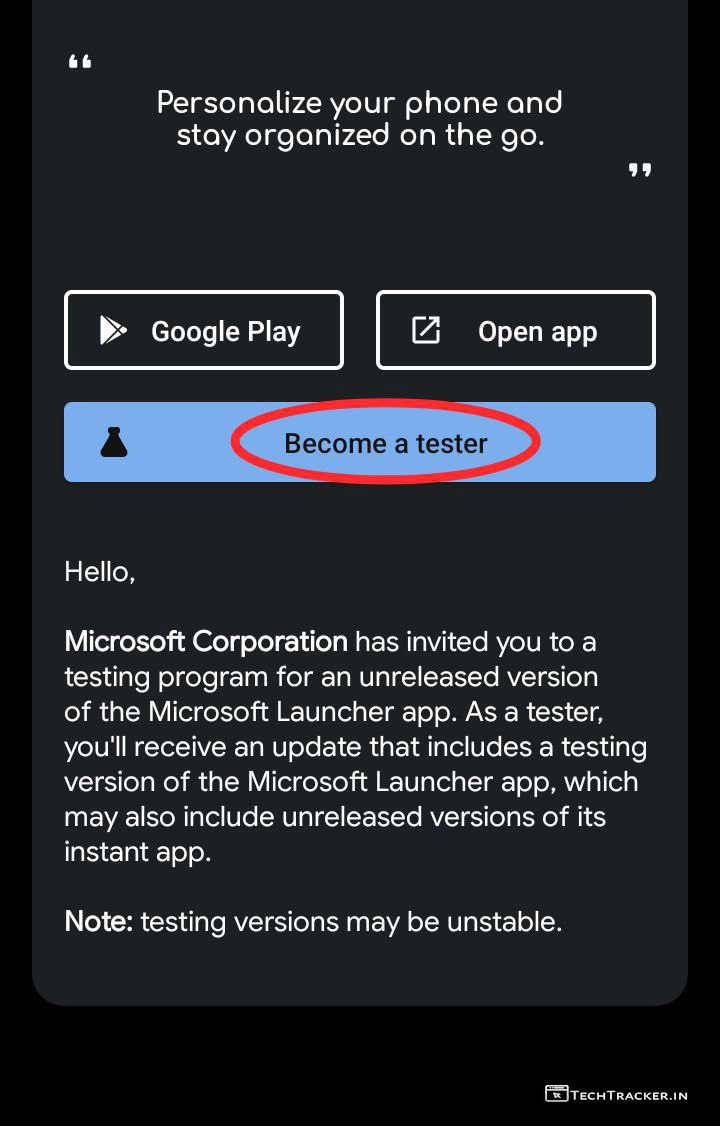 “
Personalize your phone and
stay organized on the go.
”
Google Play
Open app
Become a tester
Hello,
Microsoft Corporation has invited you to a
testing program for an unreleased version
of the Microsoft Launcher app. As a tester,
you'll receive an update that includes a testing
version of the Microsoft Launcher app, which
may also include unreleased versions of its
instant app.
Note: testing versions may be unstable.
TECHTRACKER.IN